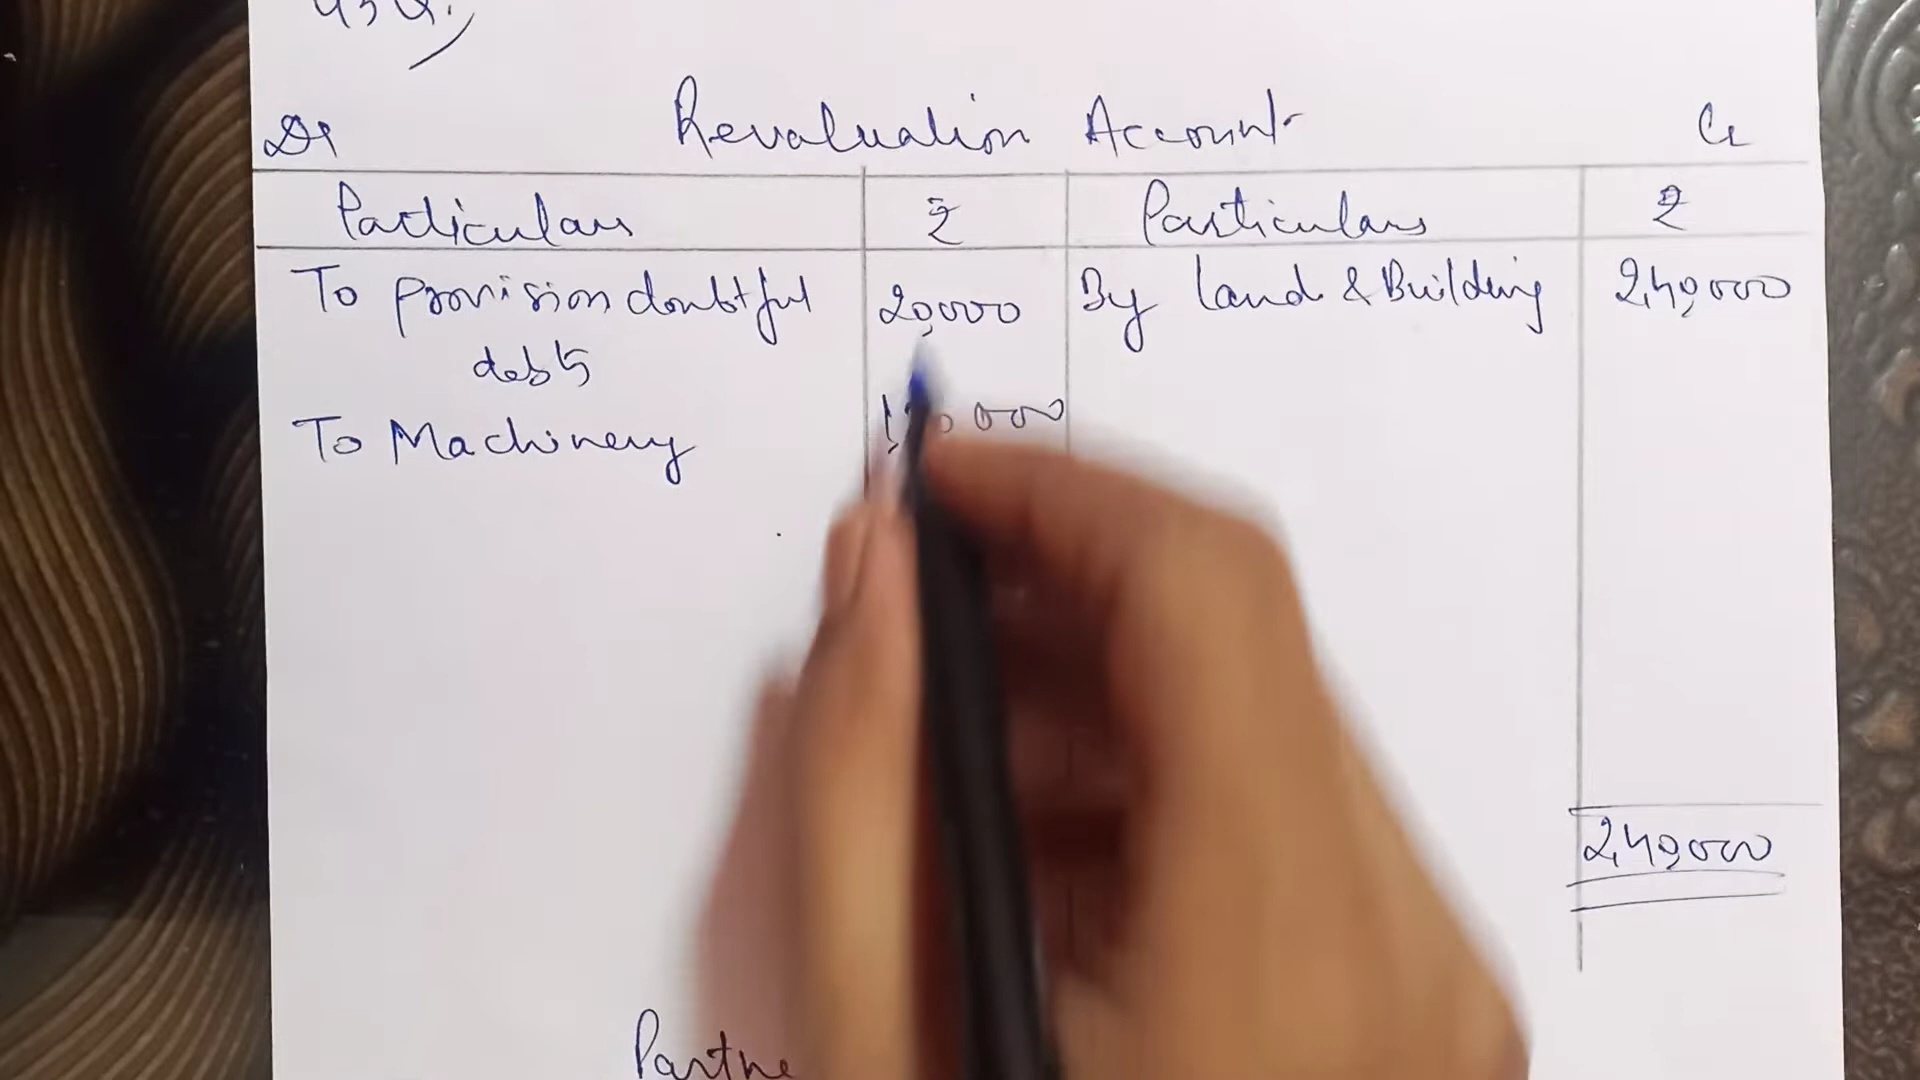 Dr Revaluation Account Cr
Particulars ₹ Particulars ₹
To provision doubtful 20,000 By Land & Building 2,40,000
debts
To Machinery
2,40,000
Partne